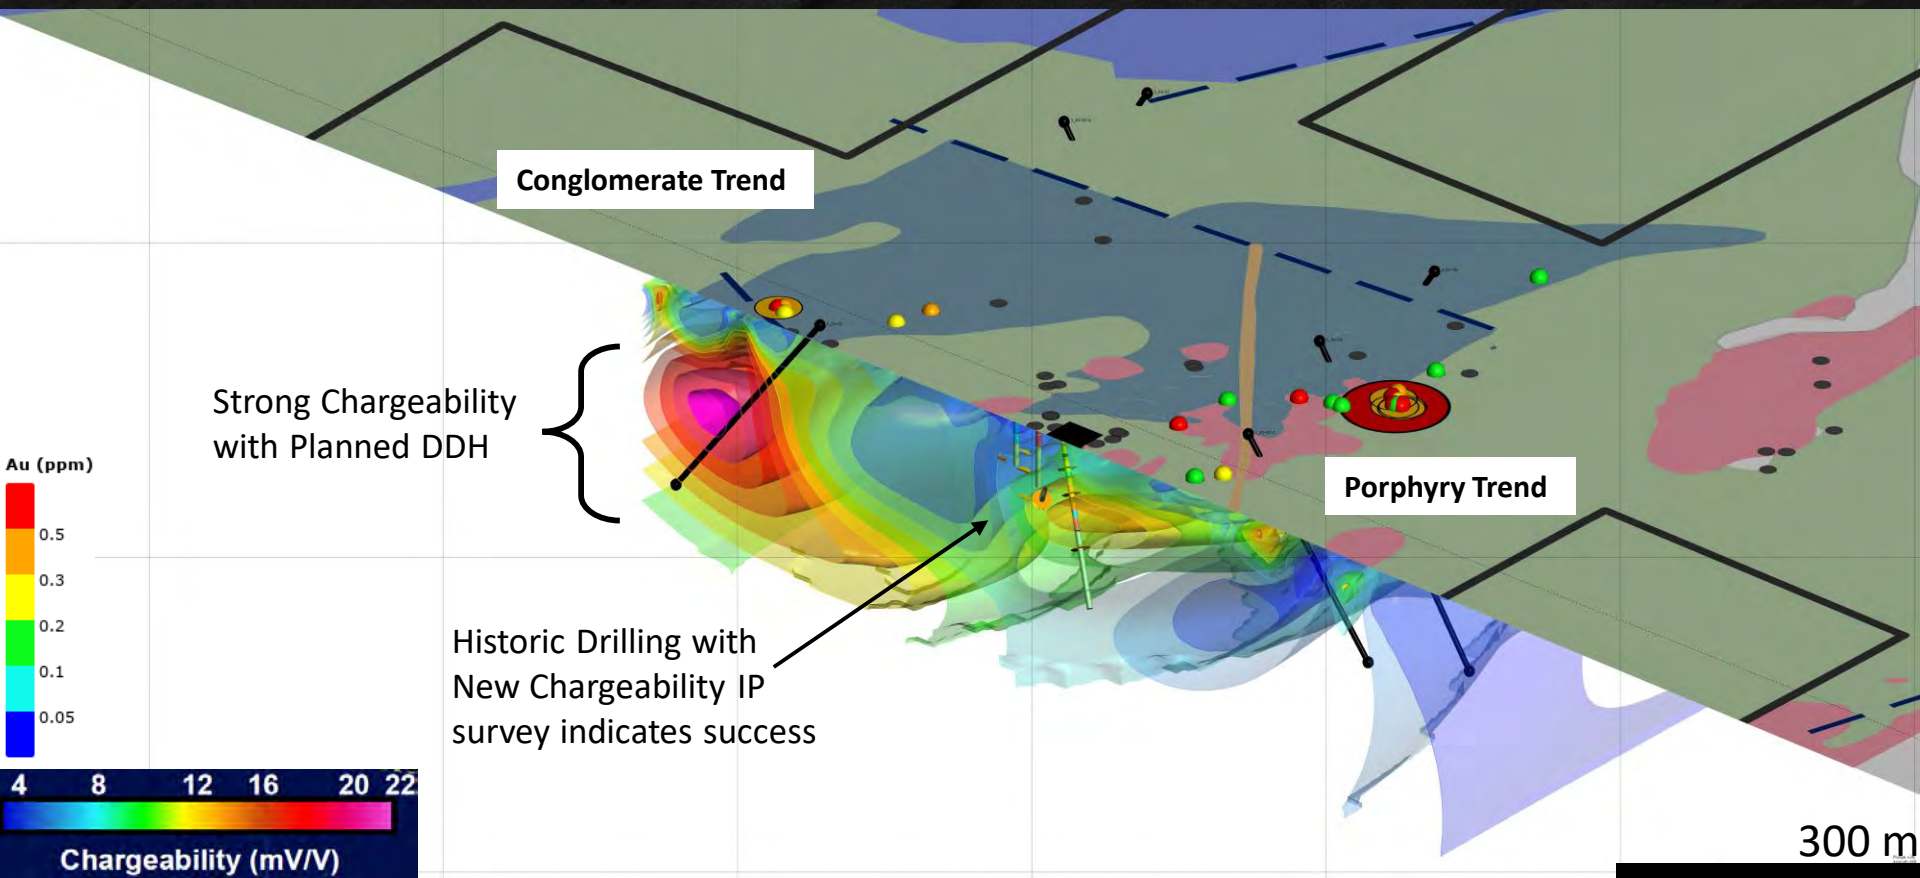 Conglomerate Trend
Strong Chargeability
with Planned DDH
Au (ppm)
0.5
0.3
0.2
0.1
0.05
Porphyry Trend
Historic Drilling with
New Chargeability IP
survey indicates success
4 8 12 16 20 22
Chargeability (mV/V)
300 m